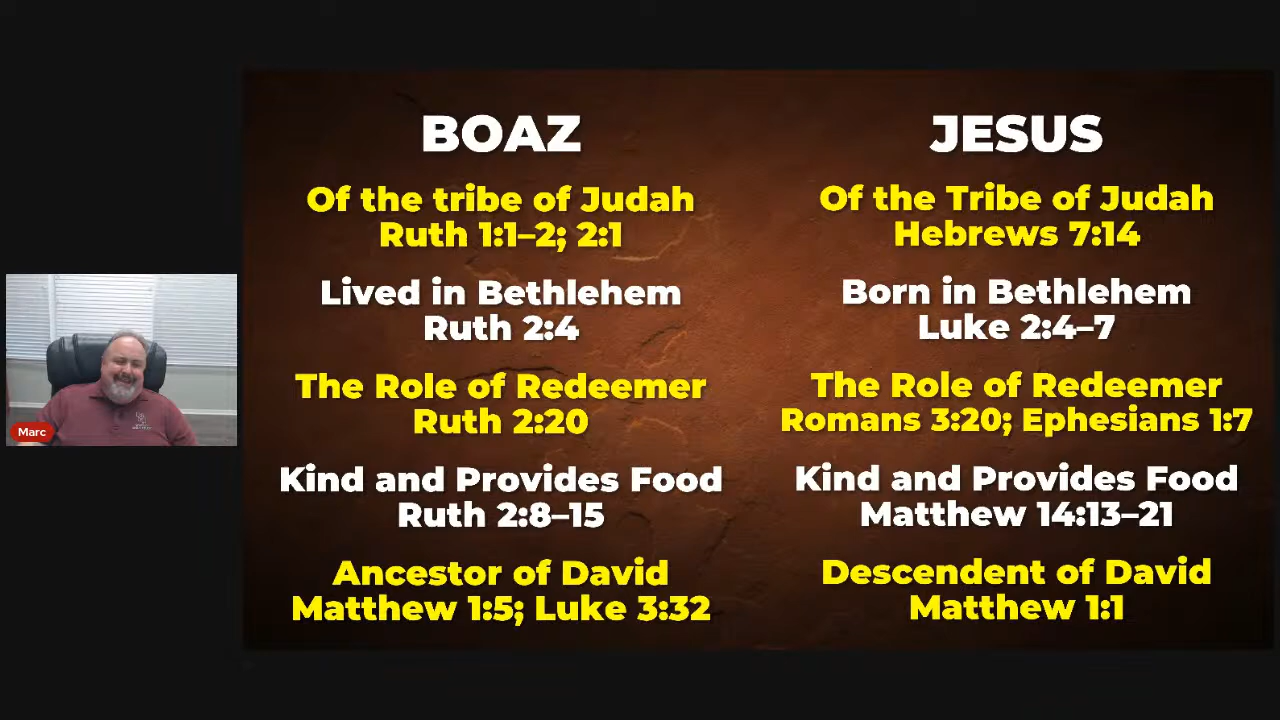 BOAZ
Of the tribe of Judah
Ruth 1:1–2; 2:1
Lived in Bethlehem
Ruth 2:4
The Role of Redeemer
Ruth 2:20
Kind and Provides Food
Ruth 2:8–15
Ancestor of David
Matthew 1:5; Luke 3:32
JESUS
Of the Tribe of Judah
Hebrews 7:14
Born in Bethlehem
Luke 2:4–7
The Role of Redeemer
Romans 3:20; Ephesians 1:7
Kind and Provides Food
Matthew 14:13–21
Descendent of David
Matthew 1:1
Marc